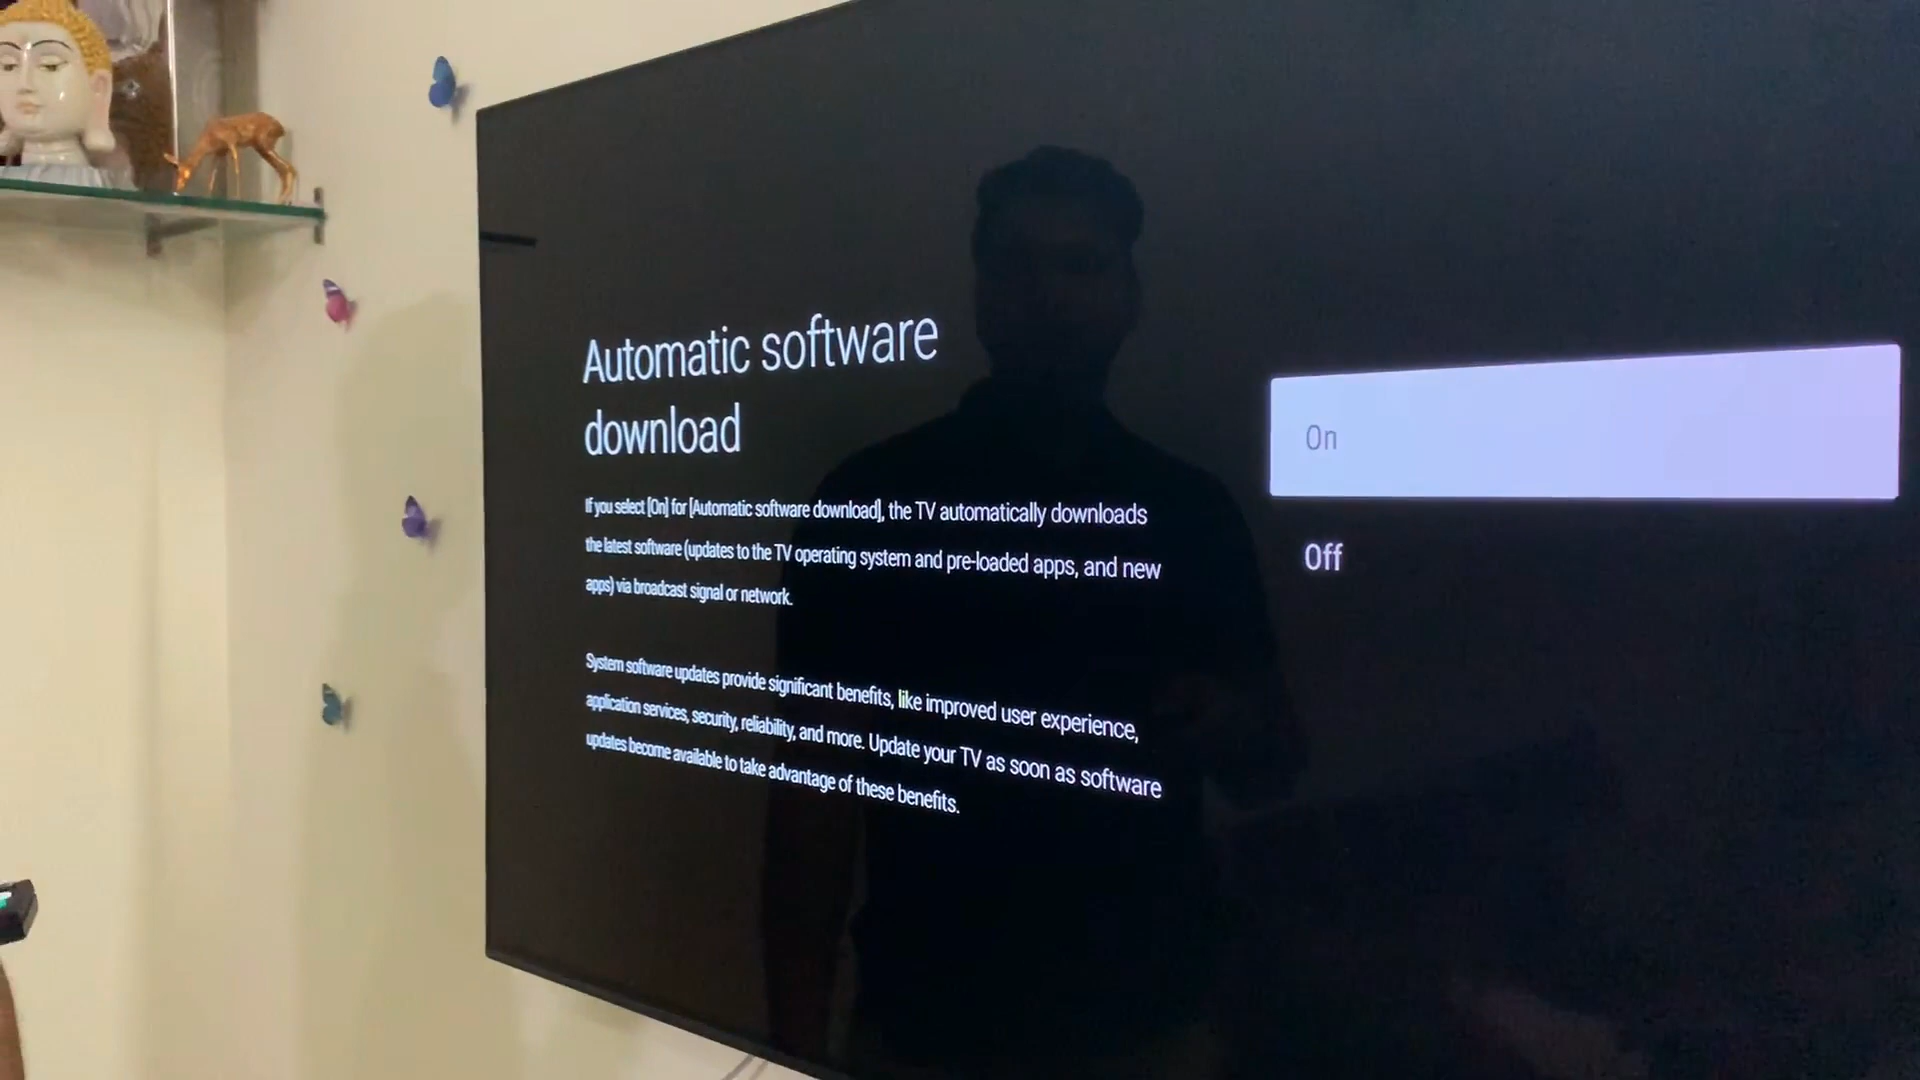 Automatic software
download
If you select [On] for [Automatic software download], the TV automatically downloads
the latest software (updates to the TV operating system and pre-loaded apps, and new
apps) via broadcast signal or network.
System software updates provide significant benefits, like improved user experience,
application services, security, reliability, and more. Update your TV as soon as software
updates become available to take advantage of these benefits.
On
Off